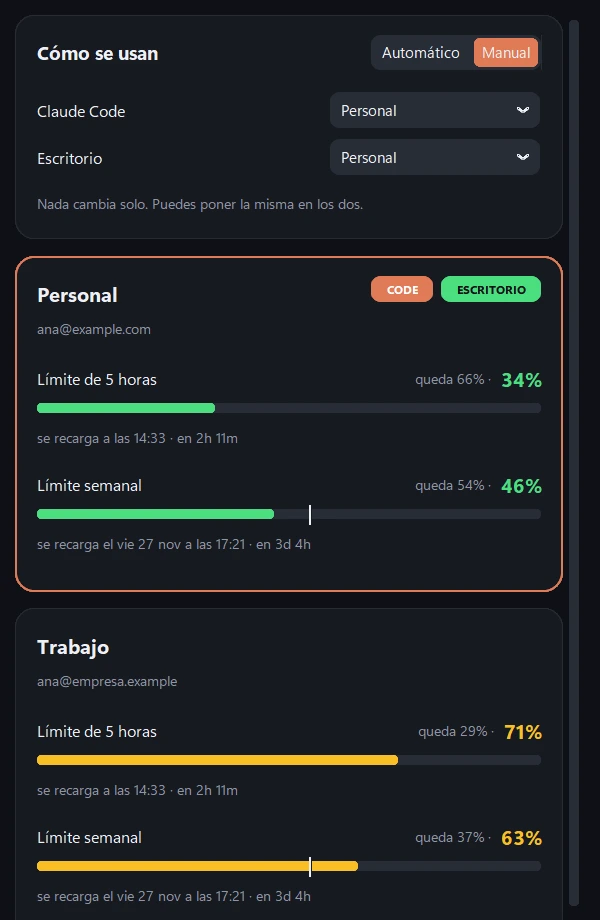 Cómo se usan
Automático Manual
Claude Code
Personal
Escritorio
Personal
Nada cambia solo. Puedes poner la misma en los dos.
Personal
CODE ESCRITORIO
ana@example.com
Límite de 5 horas
queda 66% · 34%
se recarga a las 14:33 · en 2h 11m
Límite semanal
queda 54% · 46%
se recarga el vie 27 nov a las 17:21 · en 3d 4h
Trabajo
ana@empresa.example
Límite de 5 horas
queda 29% · 71%
se recarga a las 14:33 · en 2h 11m
Límite semanal
queda 37% · 63%
se recarga el vie 27 nov a las 17:21 · en 3d 4h